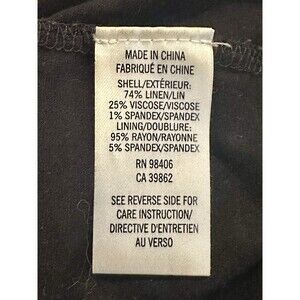 MADE IN CHINA
FABRIQUÉ EN CHINE
SHELL/EXTÉRIEUR:
74% LINEN/LIN
25% VISCOSE/VISCOSE
1% SPANDEX/SPANDEX
LINING/DOUBLURE:
95% RAYON/RAYONNE
5% SPANDEX/SPANDEX
RN 98406
CA 39862
SEE REVERSE SIDE FOR
CARE INSTRUCTION/
DIRECTIVE D'ENTRETIEN
AU VERSO